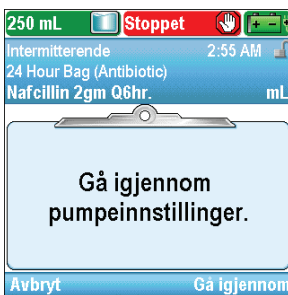 250 mL Stoppet
Intermitterende 2:55 AM
24 Hour Bag (Antibiotic)
Nafcillin 2gm Q6hr. mL
Gå igjennom
pumpeinnstillinger.
Avbryt Gå igjennom